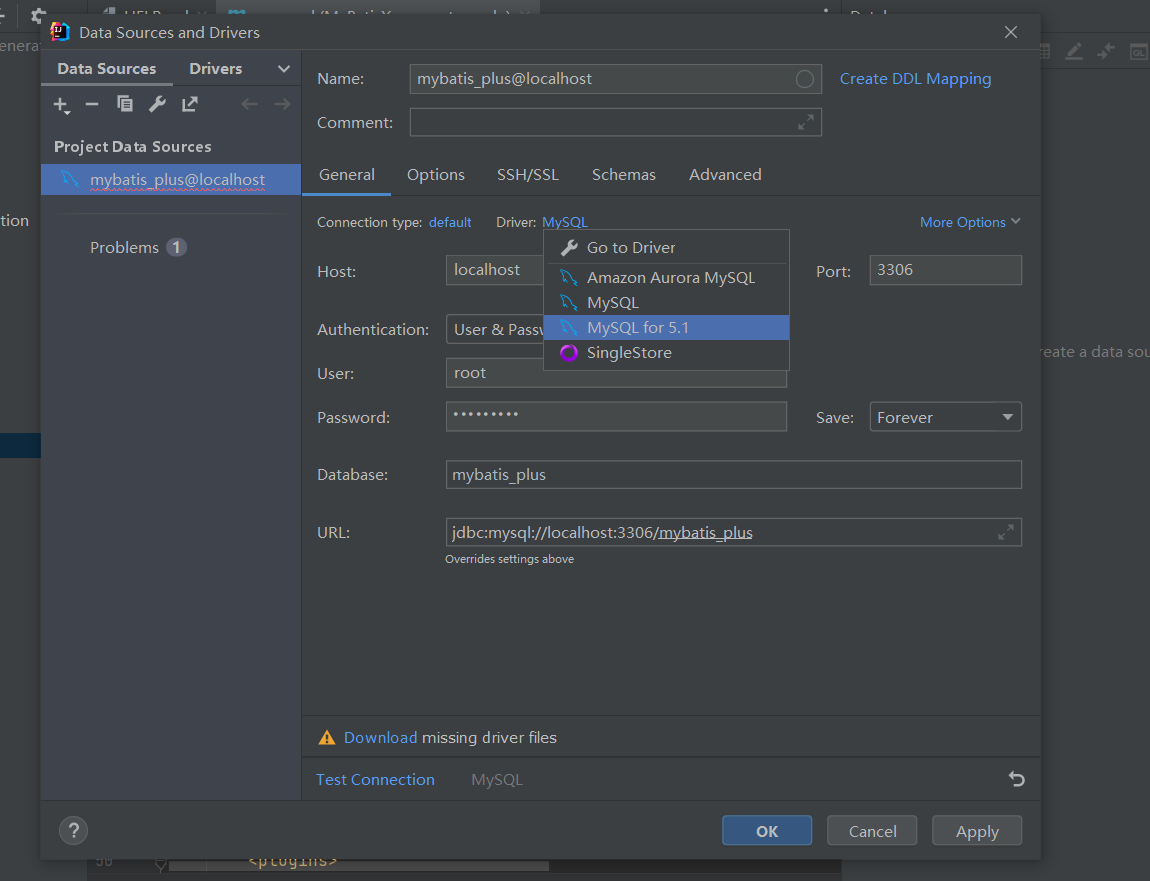 Data Sources and Drivers
Data Sources Drivers
Project Data Sources
mybatis_plus@localhost
Problems 1
Name: mybatis_plus@localhost Create DDL Mapping
Comment:
General Options SSH/SSL Schemas Advanced
Connection type: default Driver: MySQL More Options
Go to Driver
Amazon Aurora MySQL
MySQL
MySQL for 5.1
SingleStore
Host: localhost Port: 3306
Authentication: User & Passw
User: root
Password: ••••••••• Save: Forever
Database: mybatis_plus
URL: jdbc:mysql://localhost:3306/mybatis_plus
Overrides settings above
Download missing driver files
Test Connection MySQL
? OK Cancel Apply
tion
reate a data sou
<plugins>